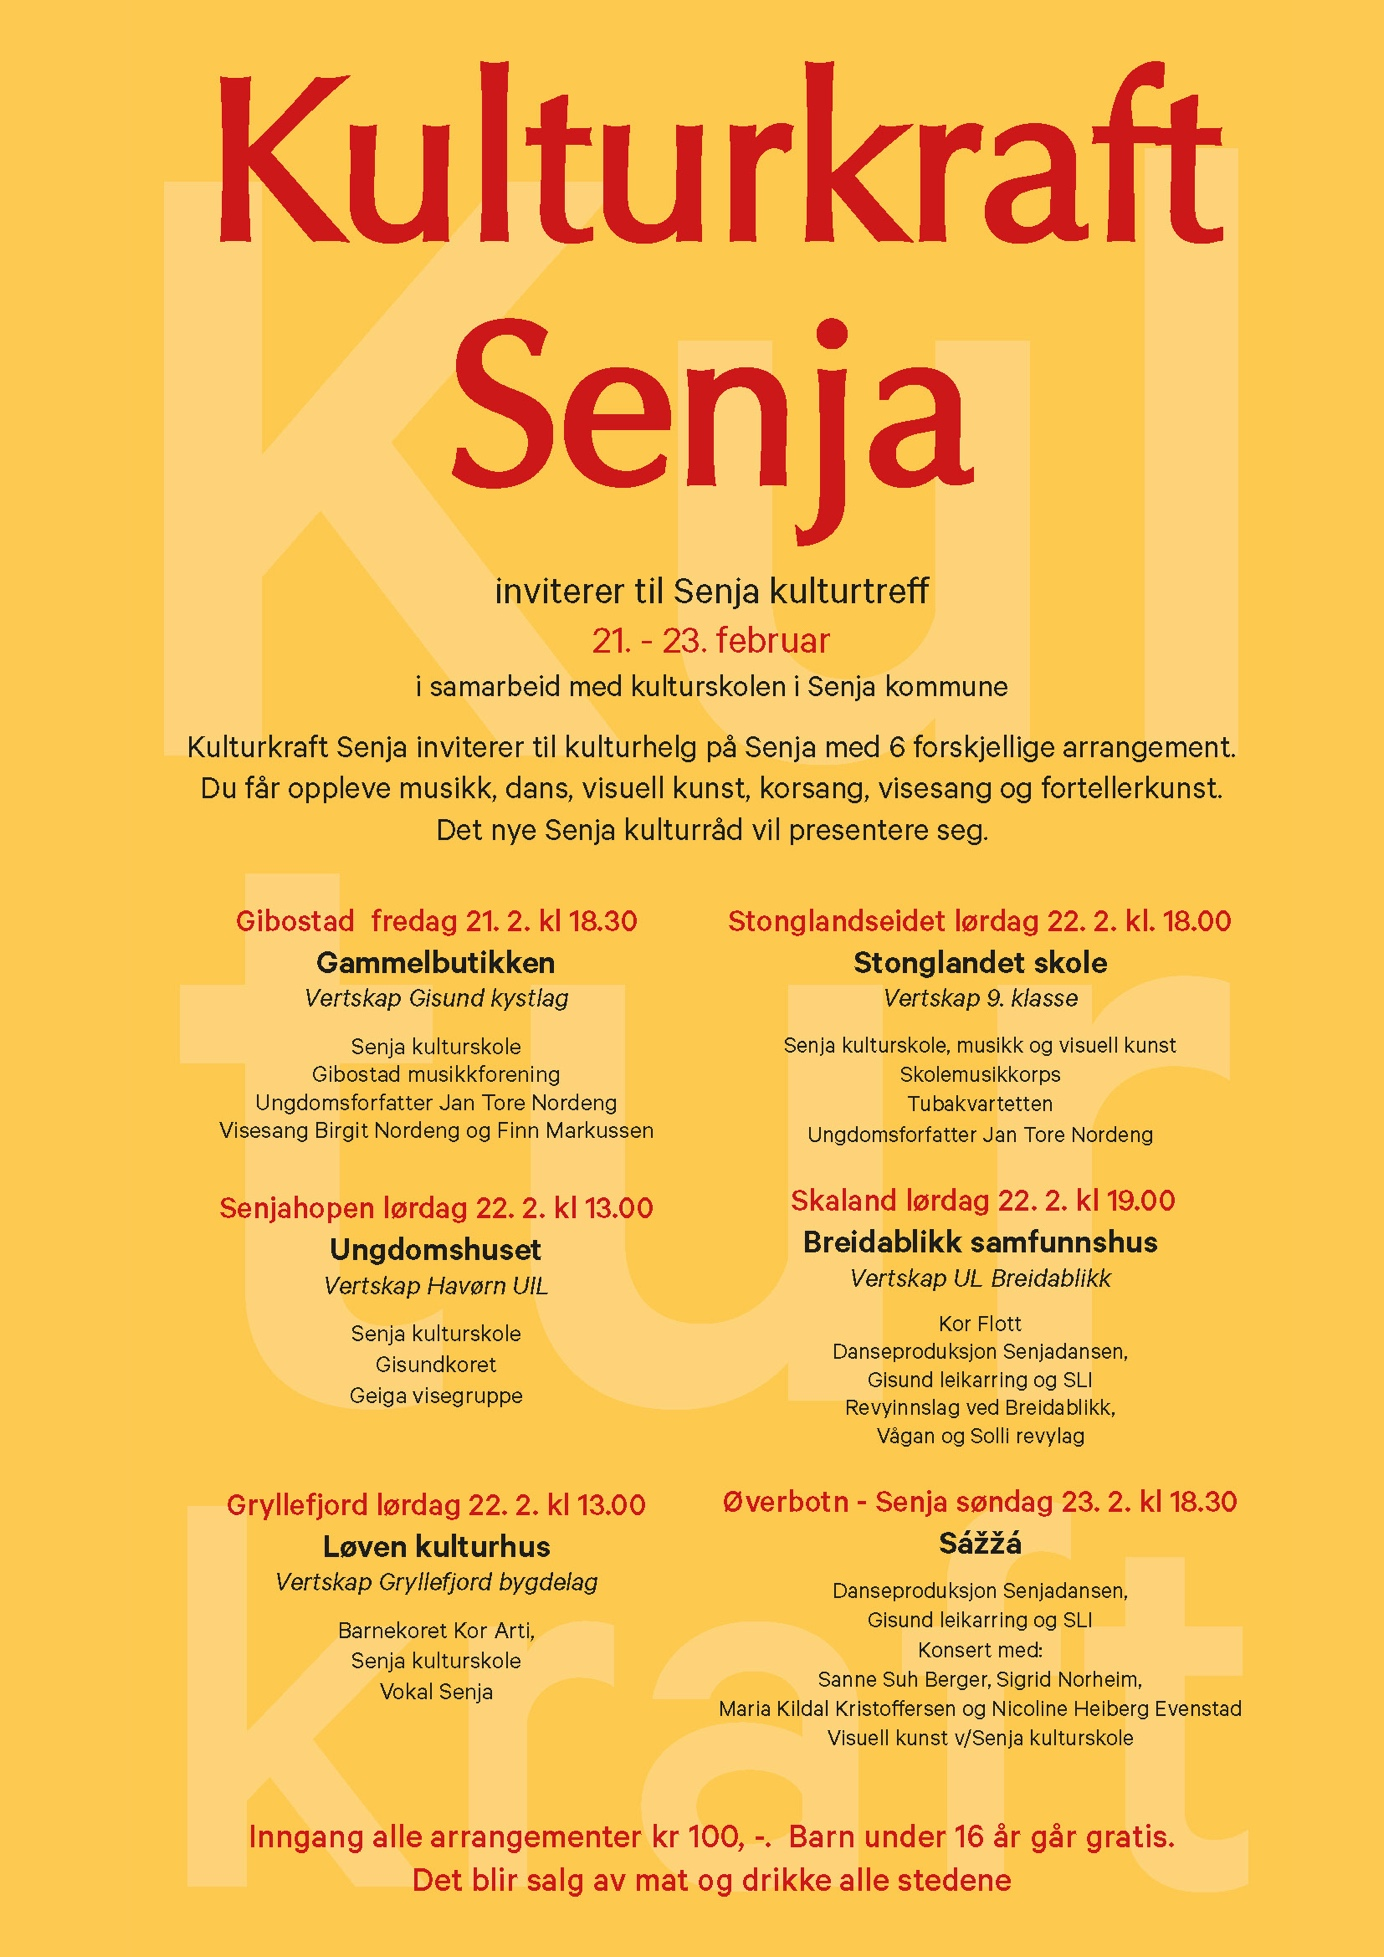 Kulturkraft
Senja
inviterer til Senja kulturtreff
21. - 23. februar
i samarbeid med kulturskolen i Senja kommune
Kulturkraft Senja inviterer til kulturhelg på Senja med 6 forskjellige arrangement.
Du får oppleve musikk, dans, visuell kunst, korsang, visesang og fortellerkunst.
Det nye Senja kulturråd vil presentere seg.
Gibostad fredag 21. 2. kl 18.30
Gammelbutikken
Vertskap Gisund kystlag
Senja kulturskole
Gibostad musikkforening
Ungdomsforfatter Jan Tore Nordeng
Visesang Birgit Nordeng og Finn Markussen
Senjahopen lørdag 22. 2. kl 13.00
Ungdomshuset
Vertskap Havørn UIL
Senja kulturskole
Gisundkoret
Geiga visegruppe
Gryllefjord lørdag 22. 2. kl 13.00
Løven kulturhus
Vertskap Gryllefjord bygdelag
Barnekoret Kor Arti,
Senja kulturskole
Vokal Senja
Stonglandseidet lørdag 22. 2. kl. 18.00
Stonglandet skole
Vertskap 9. klasse
Senja kulturskole, musikk og visuell kunst
Skolemusikkorps
Tubakvartetten
Ungdomsforfatter Jan Tore Nordeng
Skaland lørdag 22. 2. kl 19.00
Breidablikk samfunnshus
Vertskap UL Breidablikk
Kor Flott
Danseproduksjon Senjadansen,
Gisund leikarring og SLI
Revyinnslag ved Breidablikk,
Vågan og Solli revylag
Øverbotn - Senja søndag 23. 2. kl 18.30
Sážžá
Danseproduksjon Senjadansen,
Gisund leikarring og SLI
Konsert med:
Sanne Suh Berger, Sigrid Norheim,
Maria Kildal Kristoffersen og Nicoline Heiberg Evenstad
Visuell kunst v/Senja kulturskole
Inngang alle arrangementer kr 100, -. Barn under 16 år går gratis.
Det blir salg av mat og drikke alle stedene
Kul
tur
kraft